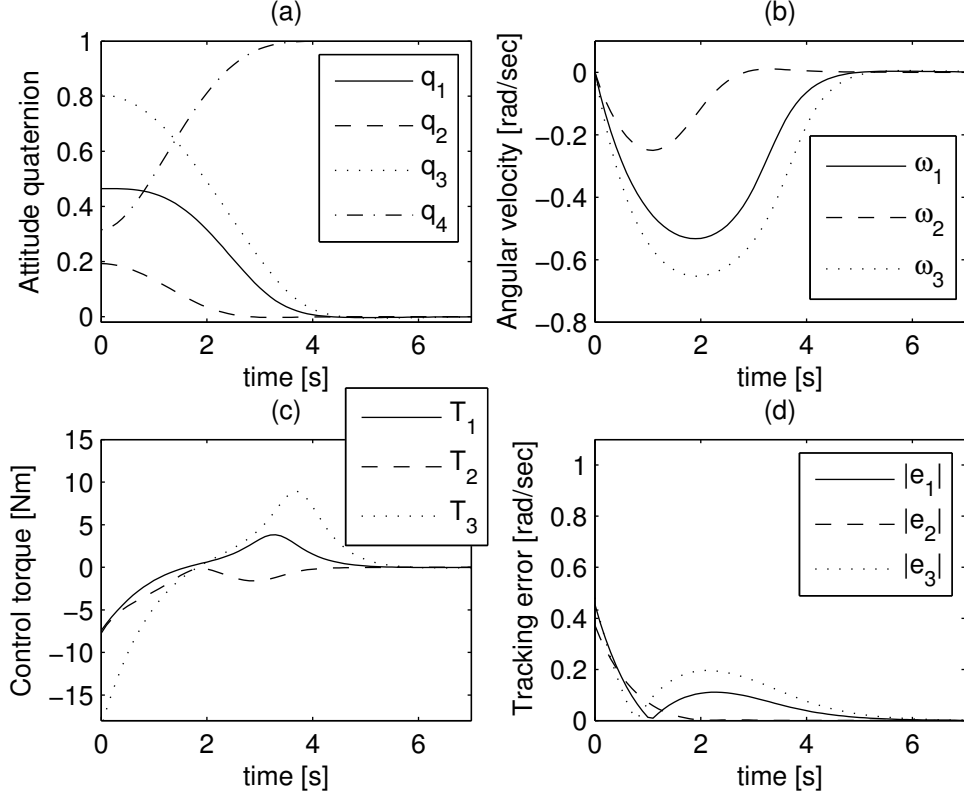 (a)
Attitude quaternion
1
0.8
0.6
0.4
0.2
0
0 2 4 6
time [s]
q1
q2
q3
q4
(b)
Angular velocity [rad/sec]
0
−0.2
−0.4
−0.6
−0.8
0 2 4 6
time [s]
ω1
ω2
ω3
(c)
Control torque [Nm]
15
10
5
0
−5
−10
−15
0 2 4 6
time [s]
T1
T2
T3
(d)
Tracking error [rad/sec]
1
0.8
0.6
0.4
0.2
0
0 2 4 6
time [s]
|e1|
|e2|
|e3|